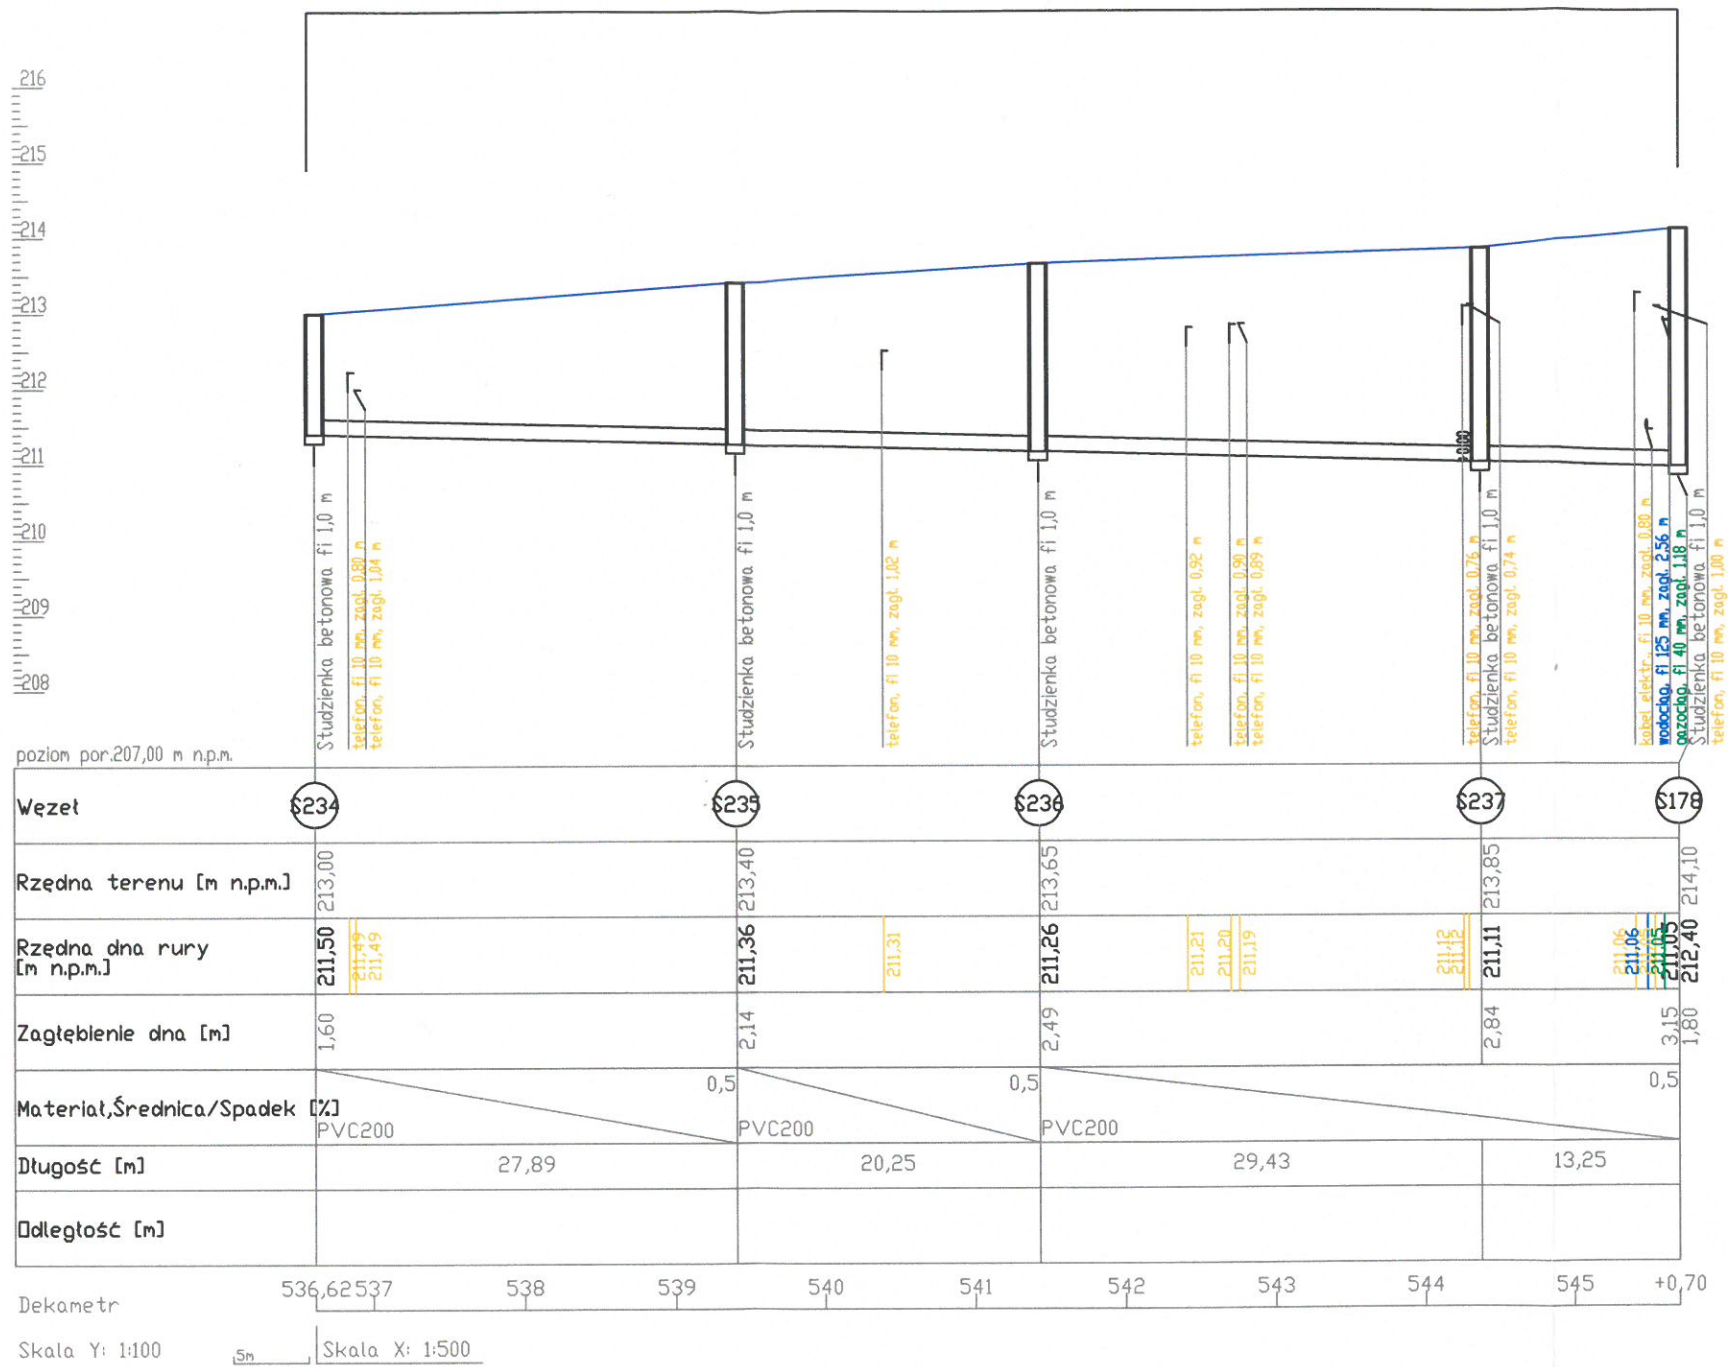 216
215
214
213
212
211
210
209
208
0,00
Studzienka betonowa fi 1,0 m
telefon, fi 10 mm, zagł. 0,80 m
telefon, fi 10 mm, zagł. 1,04 m
Studzienka betonowa fi 1,0 m
telefon, fi 10 mm, zagł. 1,02 m
Studzienka betonowa fi 1,0 m
telefon, fi 10 mm, zagł. 0,92 m
telefon, fi 10 mm, zagł. 0,90 m
telefon, fi 10 mm, zagł. 0,89 m
telefon, fi 10 mm, zagł. 0,76 m
Studzienka betonowa fi 1,0 m
telefon, fi 10 mm, zagł. 0,74 m
kabel elektr., fi 10 mm, zagł. 0,80 m
wodociąg, fi 125 mm, zagł. 2,56 m
gazociąg, fi 40 mm, zagł. 1,18 m
Studzienka betonowa fi 1,0 m
telefon, fi 10 mm, zagł. 1,00 m
poziom por.207,00 m n.p.m.
Węzeł S234 S235 S236 S237 S178
Rzędna terenu [m n.p.m.] 213,00 213,40 213,65 213,85 214,10
Rzędna dna rury
[m n.p.m.]
211,50 211,49 211,49 211,36 211,31 211,26 211,21 211,20 211,19 211,12 211,12 211,11 211,06 211,06 211,05 211,05 212,40
Zagłębienie dna [m] 1,60 2,14 2,49 2,84 3,15 1,80
Materiał,Średnica/Spadek [%] 0,5 0,5 0,5
PVC200 PVC200 PVC200
Długość [m] 27,89 20,25 29,43 13,25
Odległość [m]
Dekametr 536,62 537 538 539 540 541 542 543 544 545 +0,70
Skala Y: 1:100 5m Skala X: 1:500